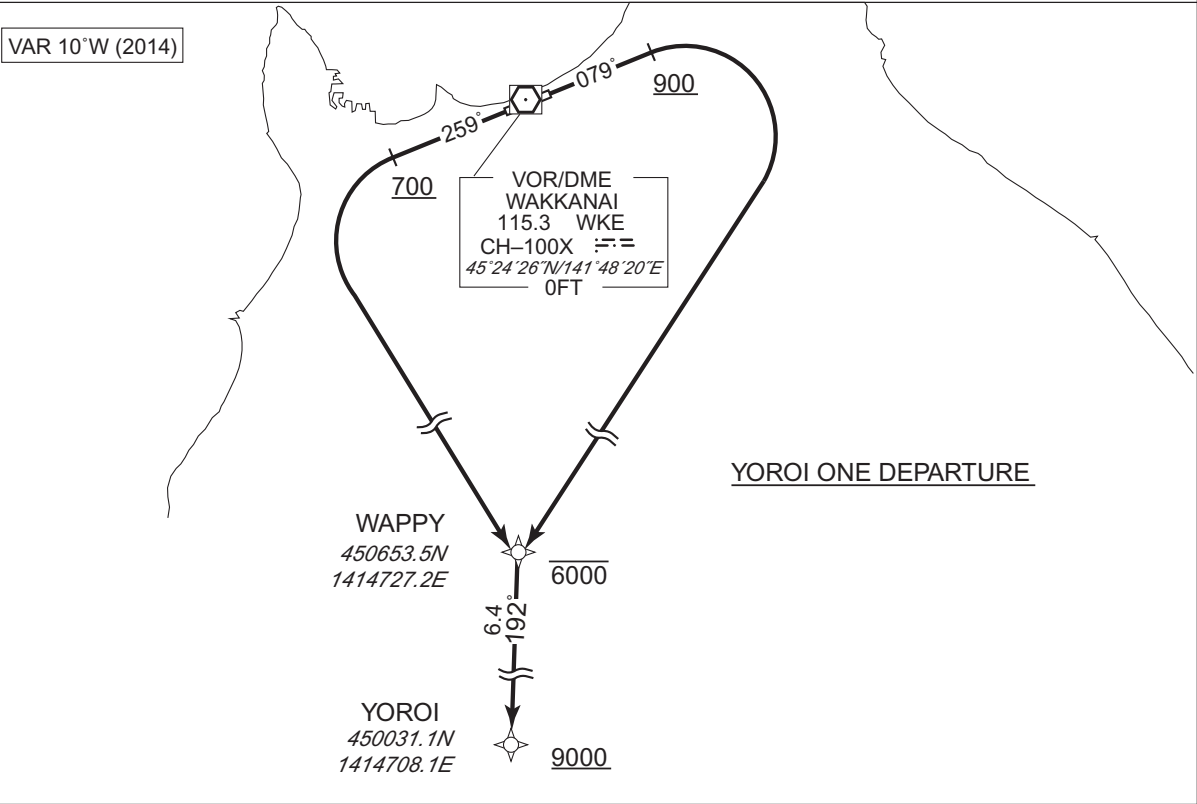 VAR 10°W (2014)
079°
900
259°
700
VOR/DME
WAKKANAI
115.3 WKE
CH–100X
45°24′26″N/141°48′20″E
0FT
YOROI ONE DEPARTURE
WAPPY
450653.5N
1414727.2E
6000
6.4
192°
YOROI
450031.1N
1414708.1E
9000